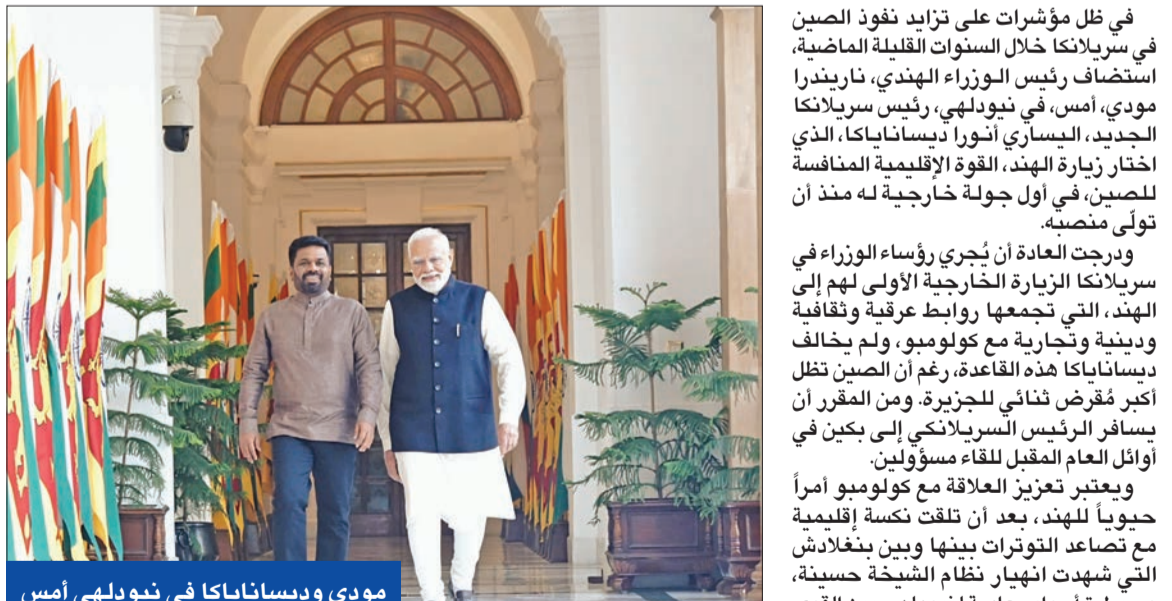 في ظل مؤشرات على تزايد نفوذ الصين
في سريلانكا خلال السنوات القليلة الماضية،
استضاف رئيس الوزراء الهندي، ناريندرا
مودي، أمس، في نيودلهي، رئيس سريلانكا
الجديد، اليساري أنورا ديساناياكا، الذي
اختار زيارة الهند، القوة الإقليمية المنافسة
للصين، في أول جولة خارجية له منذ أن
تولّى منصبه.
ودرجت العادة أن يُجري رؤساء الوزراء في
سريلانكا الزيارة الخارجية الأولى لهم إلى
الهند، التي تجمعها روابط عرقية وثقافية
ودينية وتجارية مع كولومبو، ولم يخالف
ديساناياكا هذه القاعدة، رغم أن الصين تظل
أكبر مُقرض ثنائي للجزيرة. ومن المقرر أن
يسافر الرئيس السريلانكي إلى بكين في
أوائل العام المقبل للقاء مسؤولين.
ويعتبر تعزيز العلاقة مع كولومبو أمراً
حيوياً للهند، بعد أن تلقت نكسة إقليمية
مع تصاعد التوترات بينها وبين بنغلادش
التي شهدت انهيار نظام الشيخة حسينة،
مودي وديساناياكا في نيودلهي أمس